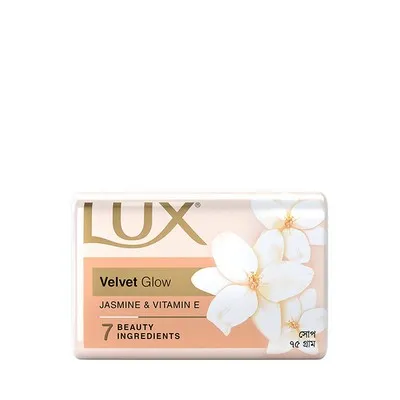 LUX®
Velvet Glow
JASMINE & VITAMIN E
7 BEAUTY
INGREDIENTS
সোপ
৭৫ গ্রাম